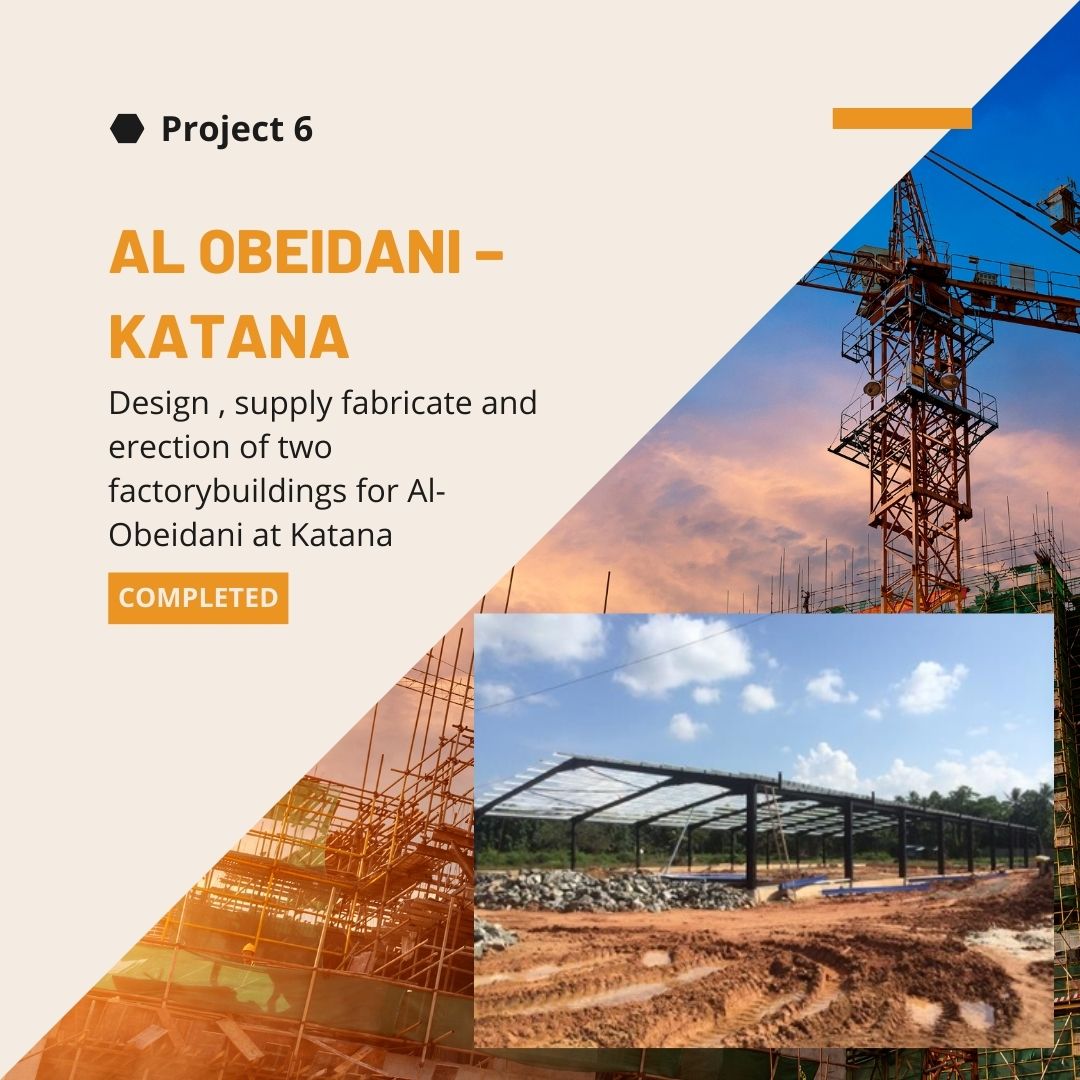 Project 6
AL OBEIDANI –
KATANA
Design , supply fabricate and
erection of two
factorybuildings for Al-
Obeidani at Katana
COMPLETED